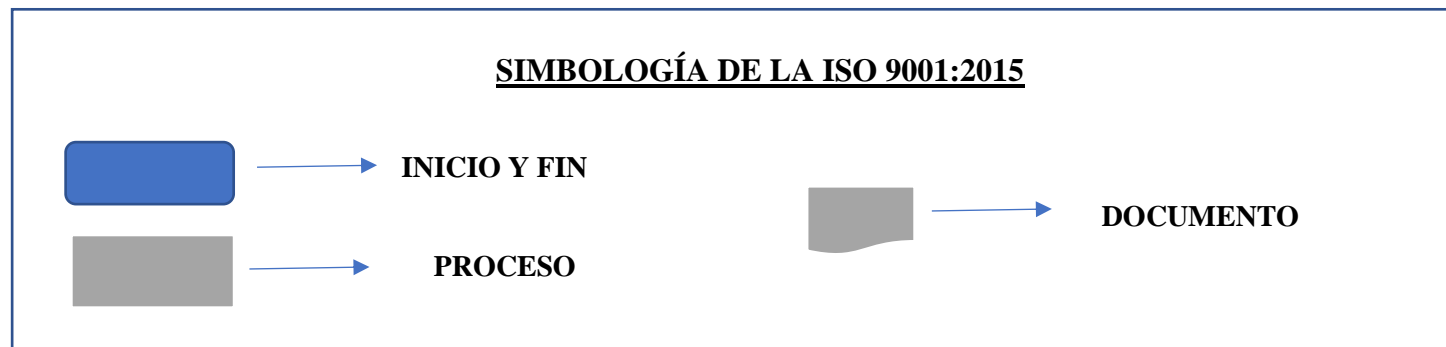 SIMBOLOGÍA DE LA ISO 9001:2015
INICIO Y FIN
DOCUMENTO
PROCESO